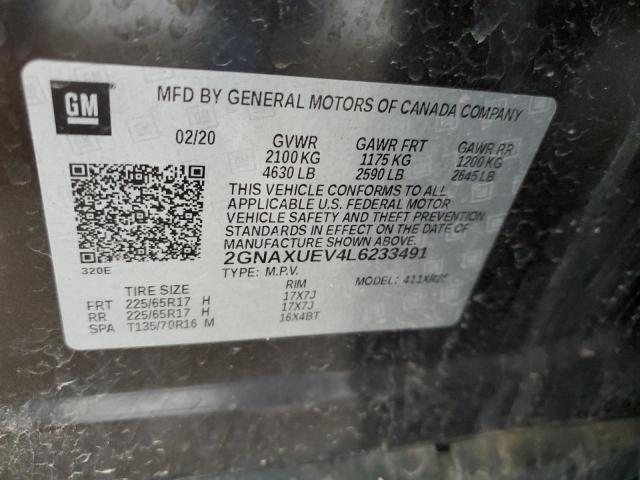 GM
MFD BY GENERAL MOTORS OF CANADA COMPANY
02/20 GVWR GAWR FRT GAWR RR
2100 KG 1175 KG 1200 KG
4630 LB 2590 LB 2645 LB
THIS VEHICLE CONFORMS TO ALL
APPLICABLE U.S. FEDERAL MOTOR
VEHICLE SAFETY AND THEFT PREVENTION
STANDARDS IN EFFECT ON THE DATE OF
MANUFACTURE SHOWN ABOVE.
2GNAXUEV4L6233491
320E
TYPE: M.P.V. MODEL:
TIRE SIZE RIM
FRT 225/65R17 H 17X7J
RR 225/65R17 H 17X7J
SPA T135/70R16 M 16X4BT